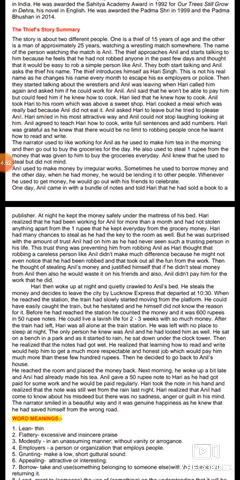 in India. He was awarded the Sahitya Academy Award in 1992 for Our Trees Still Grow
in Dehra, his novel in English. He was awarded the Padma Shri in 1999 and the Padma
Bhushan in 2014.
The Thief's Story Summary
The story is about two different people. One is a thief of 15 years of age and the other
is a man of approximately 25 years, watching a wrestling match somewhere. The name
of the person watching the match is Anil. The thief approaches Anil and starts talking to
him because he feels that he had not robbed anyone in the past few days and thought
that it would be easy to rob a simple person like Anil. They both start talking and Anil
asks the thief his name. The thief introduces himself as Hari Singh. This is not his real
name as he changes his name every month to escape his ex employers or police. Then
they started talking about the wrestlers and Anil was leaving when Hari called him
again and asked him if he could work for Anil. Anil said that he won't be able to pay him
but could feed him if he knew how to cook. Hari lied that he knew how to cook. Anil
took Hari to his room which was above a sweet shop. Hari cooked a meal which was
really bad because Anil did not eat it. Anil asked Hari to leave but he tried to please
Anil. Hari smiled in his most attractive way and Anil could not stop laughing looking at
him. Anil agreed to teach Hari how to cook, write full sentences and add numbers. Hari
was grateful as he knew that there would be no limit to robbing people once he learnt
how to read and write.
The narrator used to like working for Anil as he used to make him tea in the morning
and then go out to buy the groceries for the day. He also used to steal 1 rupee from the
money that was given to him to buy the groceries everyday. Anil knew that he used to
steal but did not mind.
Anil used to make money by irregular works. Sometimes he used to borrow money and
the other day, when he had money, he would be lending it to other people. Whenever
he used to get money, he would go out with his friends to celebrate.
One day, Anil came in with a bundle of notes and told Hari that he had sold a book to a
publisher. At night he kept the money safely under the mattress of his bed. Hari
realized that he had been working for Anil for more than a month and had not stolen
anything apart from the 1 rupee that he kept everyday from the grocery money. Hari
had many chances to steal as he had the key to the room as well. But he was surprised
with the amount of trust Anil had on him as he had never seen such a trusting person in
his life. This trust thing was preventing him from robbing Anil as Hari thought that
robbing a careless person like Anil didn't make much difference because he might not
even notice that he had been robbed and that took out all the fun from the work. Then
he thought of stealing Anil's money and justified himself that if he didn't steal money
from Anil then also he would waste it on his friends and also, Anil didn't pay him for the
work that he did.
Hari then woke up at night and quietly crawled to Anil's bed. He steals the
money and decides to leave the city by Lucknow Express that departed at 10:30. When
he reached the station, the train had slowly started moving from the platform. He could
have easily caught the train, but he hesitated and he himself did not know the reason
for it. Before he had reached the station he counted the money and it was 600 rupees
in 50 rupee notes. He could live a lavish life for 2 - 3 weeks with so much money. After
the train had left, Hari was all alone at the train station. He was left with no place to
sleep at night. The only person he knew was Anil and he had looted him as well. He sat
on a bench in a park and as it started to rain, he sat down under the clock tower. Then
he realized that the notes had got wet. He realized that learning how to read and write
would help him to get a much more respectable and honest job which would pay him
much more than these few hundred rupees. Then he decided to go back to Anil's
house.
He reached the room and placed the money back. Next morning, he woke up a bit late
and Anil had already made his tea. Anil gave a 50 rupee note to Hari as he had got
paid for some work and he would be paid regularly. Hari took the note in his hand and
realized that the note was still wet from the rain last night. Hari realized that Anil had
come to know about his misdeed but there was no sadness, anger or guilt in his mind.
The narrator smiled in a beautiful way and it was genuine happiness as he knew that
he had saved himself from the wrong road.
WORD MEANINGS
1. Lean- thin
2. Flattery- excessive and insincere praise
3. Modestly - in an unassuming manner; without vanity or arrogance.
4. Employers - a person or organization that employs people.
5. Grunting- make a low, short guttural sound.
6. Appealing- attractive or interesting.
7. Borrow- take and use(something belonging to someone else)
returning it.